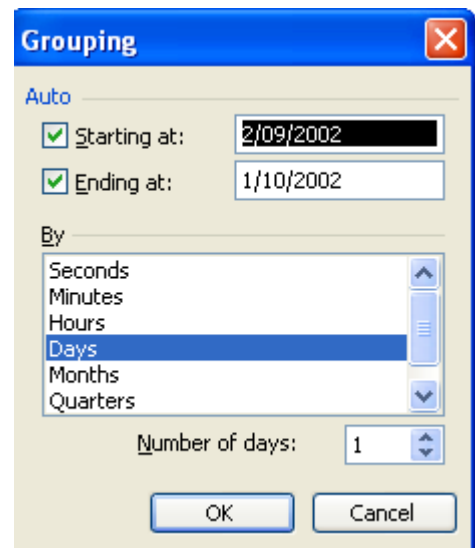 Grouping
Auto
Starting at: 2/09/2002
Ending at: 1/10/2002
By
Seconds
Minutes
Hours
Days
Months
Quarters
Number of days: 1
OK Cancel